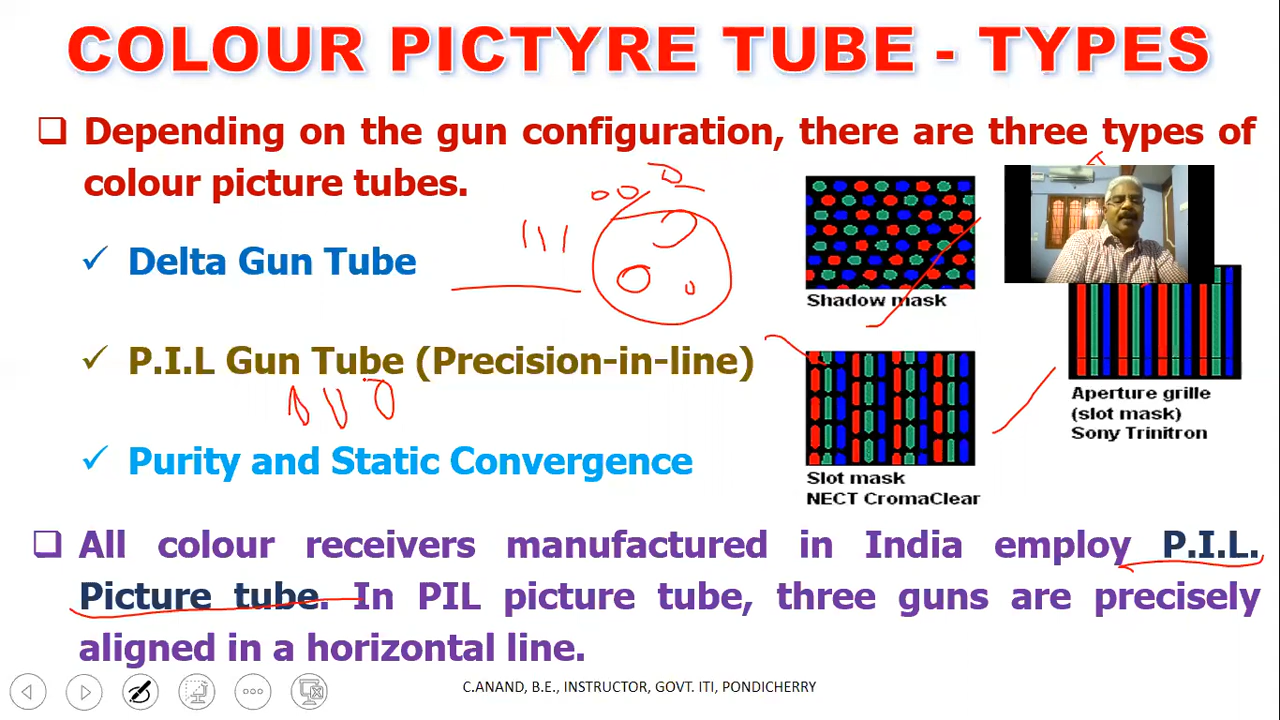 COLOUR PICTYRE TUBE - TYPES
❑ Depending on the gun configuration, there are three types of
colour picture tubes.
✓ Delta Gun Tube
✓ P.I.L Gun Tube (Precision-in-line)
✓ Purity and Static Convergence
Shadow mask
Aperture grille
(slot mask)
Sony Trinitron
Slot mask
NECT CromaClear
❑ All colour receivers manufactured in India employ P.I.L.
Picture tube. In PIL picture tube, three guns are precisely
aligned in a horizontal line.
C.ANAND, B.E., INSTRUCTOR, GOVT. ITI, PONDICHERRY